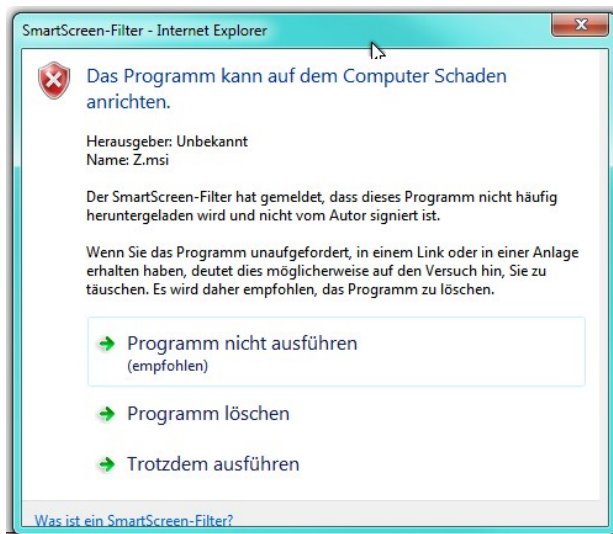 SmartScreen-Filter - Internet Explorer
Das Programm kann auf dem Computer Schaden
anrichten.
Herausgeber: Unbekannt
Name: Z.msi
Der SmartScreen-Filter hat gemeldet, dass dieses Programm nicht häufig
heruntergeladen wird und nicht vom Autor signiert ist.
Wenn Sie das Programm unaufgefordert, in einem Link oder in einer Anlage
erhalten haben, deutet dies möglicherweise auf den Versuch hin, Sie zu
täuschen. Es wird daher empfohlen, das Programm zu löschen.
Programm nicht ausführen
(empfohlen)
Programm löschen
Trotzdem ausführen
Was ist ein SmartScreen-Filter?